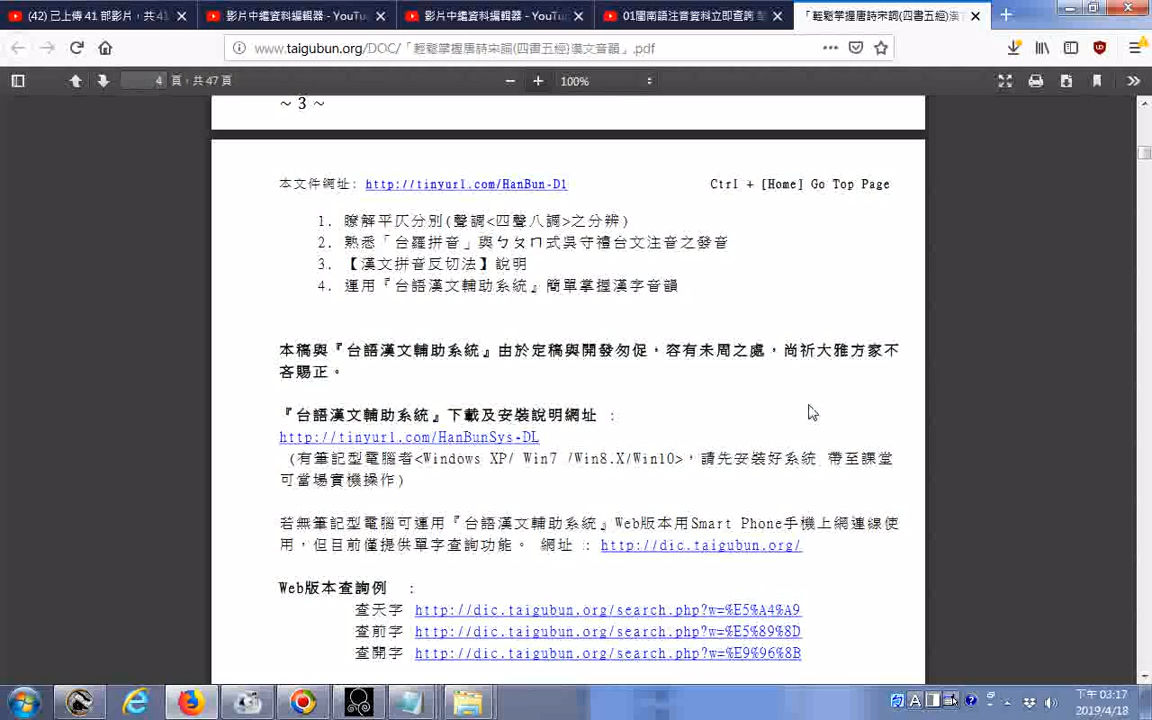 (42) 已上傳 41 部影片，共 41
影片中繼資料編輯器 - YouTu
影片中繼資料編輯器 - YouTu
01閩南語注音資料立即查詢
「輕鬆掌握唐詩宋詞(四書五經)漢
www.taigubun.org/DOC/「輕鬆掌握唐詩宋詞(四書五經)漢文音韻」.pdf
4 頁，共 47 頁
100%
~ 3 ~
本文件網址: http://tinyurl.com/HanBun-D1
Ctrl + [Home] Go Top Page
1. 瞭解平仄分別(聲調<四聲八調>之分辨)
2. 熟悉「台羅拼音」與ㄅㄆㄇ式吳守禮台文注音之發音
3. 【漢文拼音反切法】說明
4. 運用『台語漢文輔助系統』簡單掌握漢字音韻
本稿與『台語漢文輔助系統』由於定稿與開發匆促，容有未周之處，尚祈大雅方家不
吝賜正。
『台語漢文輔助系統』下載及安裝說明網址 :
http://tinyurl.com/HanBunSys-DL
(有筆記型電腦者<Windows XP/ Win7 /Win8.X/Win10>，請先安裝好系統 帶至課堂
可當場實機操作)
若無筆記型電腦可運用『台語漢文輔助系統』Web版本用Smart Phone手機上網連線使
用，但目前僅提供單字查詢功能。 網址 : http://dic.taigubun.org/
Web版本查詢例 :
查天字 http://dic.taigubun.org/search.php?w=%E5%A4%A9
查前字 http://dic.taigubun.org/search.php?w=%E5%89%8D
查開字 http://dic.taigubun.org/search.php?w=%E9%96%8B
下午 03:17
2019/4/18